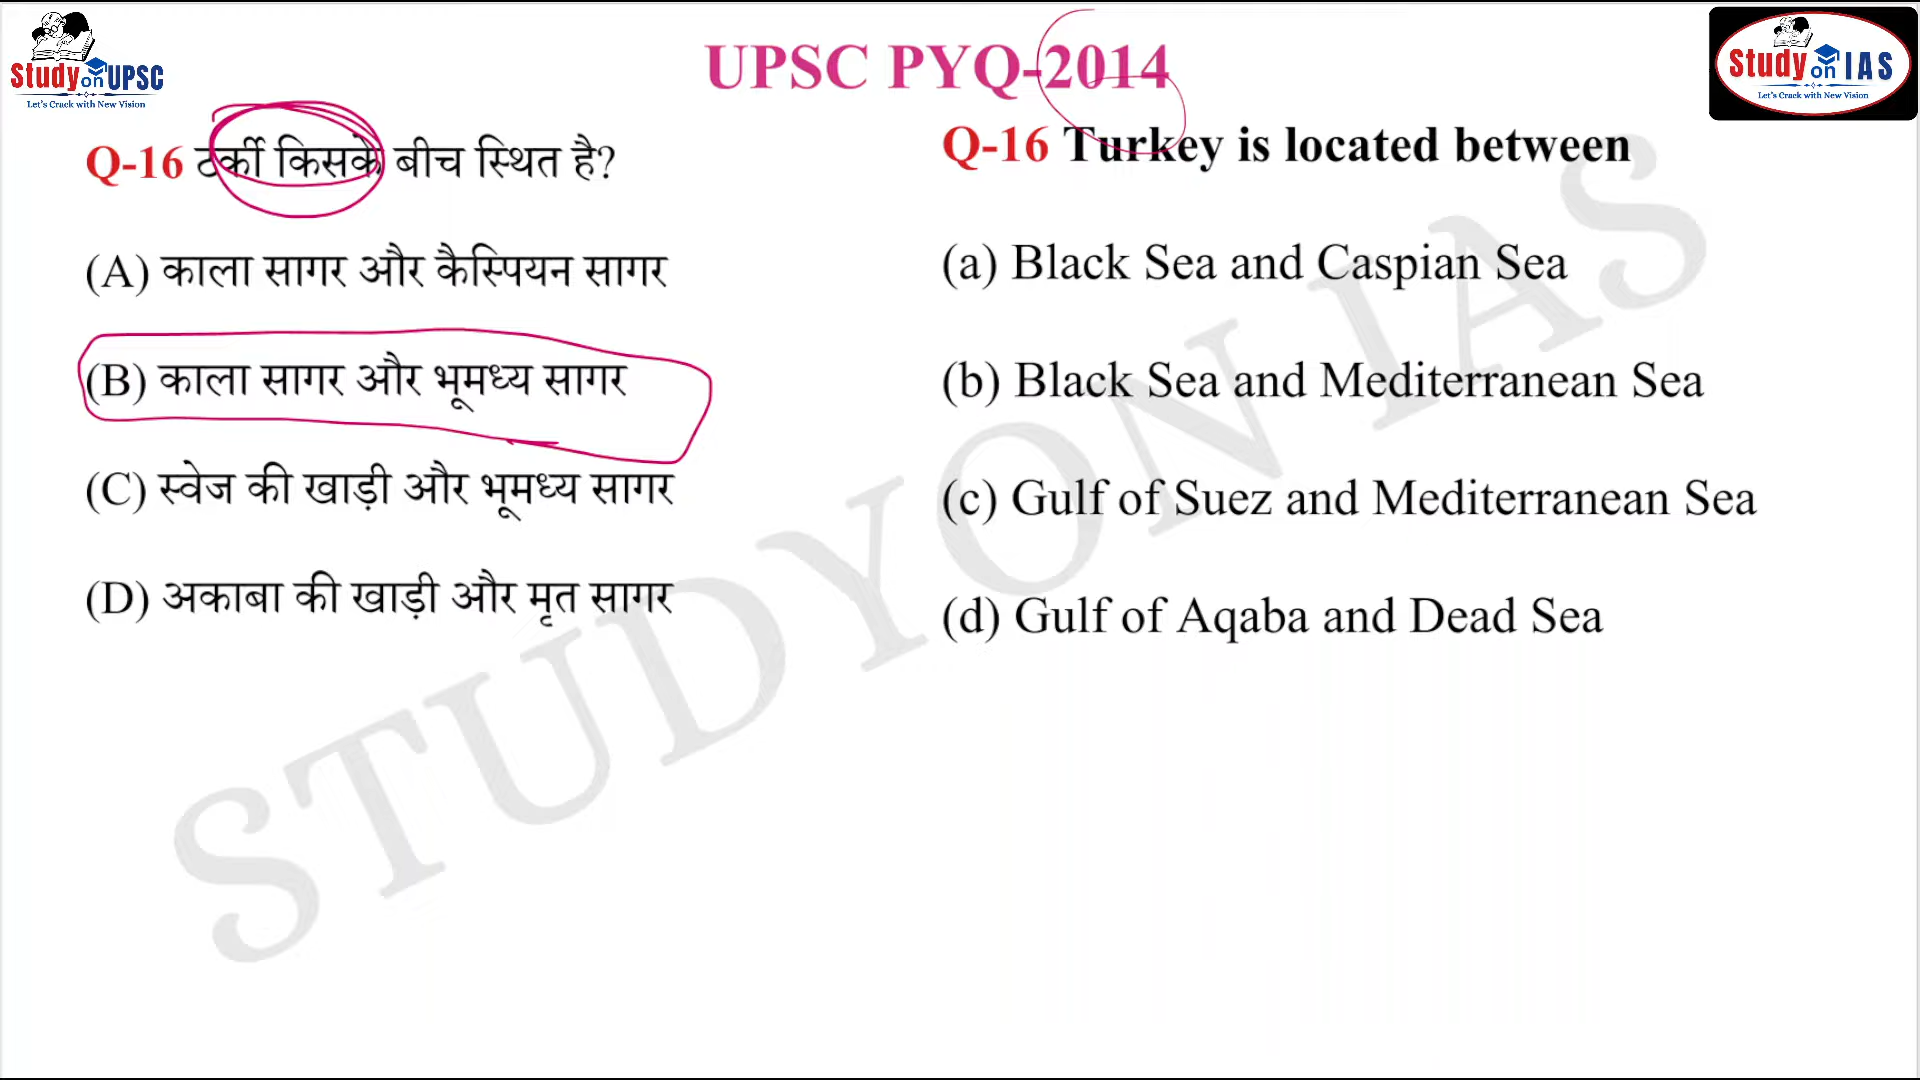 Study on UPSC
Let's Crack with New Vision
UPSC PYQ-2014
Study on IAS
Let's Crack with New Vision
Q-16 टर्की किसके बीच स्थित है?
(A) काला सागर और कैस्पियन सागर
(B) काला सागर और भूमध्य सागर
(C) स्वेज की खाड़ी और भूमध्य सागर
(D) अकाबा की खाड़ी और मृत सागर
Q-16 Turkey is located between
(a) Black Sea and Caspian Sea
(b) Black Sea and Mediterranean Sea
(c) Gulf of Suez and Mediterranean Sea
(d) Gulf of Aqaba and Dead Sea
STUDYON IAS